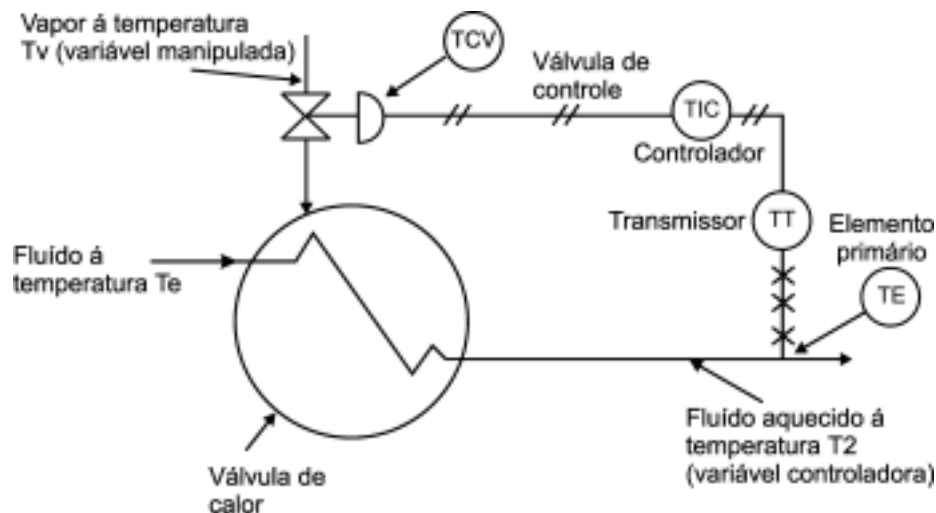 Vapor á temperatura
Tv (variável manipulada)
TCV
Válvula de
controle
TIC
Controlador
Transmissor
TT
Elemento
primário
TE
Fluído á
temperatura Te
Fluído aquecido á
temperatura T2
(variável controladora)
Válvula de
calor